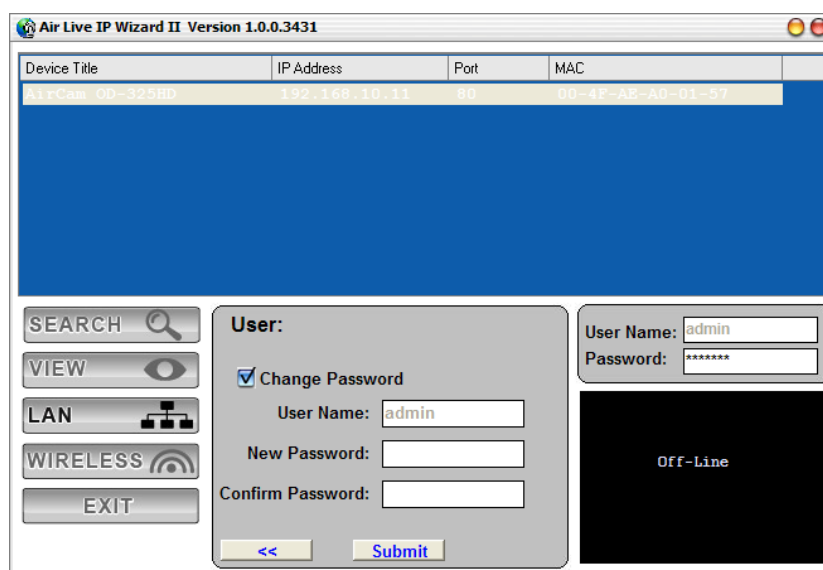 Air Live IP Wizard II Version 1.0.0.3431
Device Title IP Address Port MAC
AirCam OD-325HD 192.168.10.11 80 00-4F-AE-A0-01-57
SEARCH
VIEW
LAN
WIRELESS
EXIT
User:
Change Password
User Name: admin
New Password:
Confirm Password:
<< Submit
User Name: admin
Password: *******
Off-Line